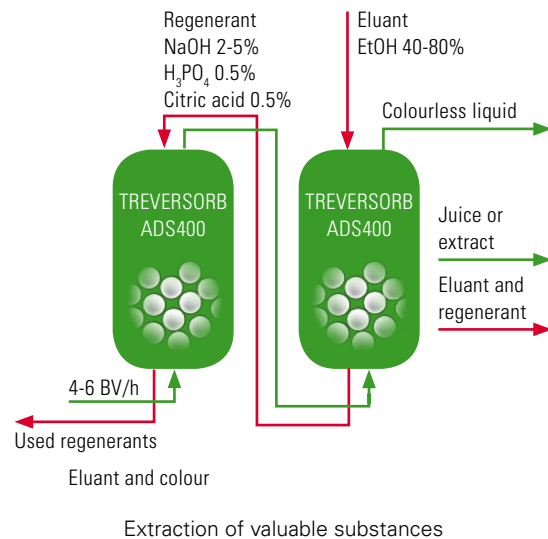 Regenerant
NaOH 2-5%
H₃PO₄ 0.5%
Citric acid 0.5%
Eluant
EtOH 40-80%
Colourless liquid
TREVERSORB
ADS400
TREVERSORB
ADS400
Juice or
extract
Eluant and
regenerant
4-6 BV/h
Used regenerants
Eluant and colour
Extraction of valuable substances